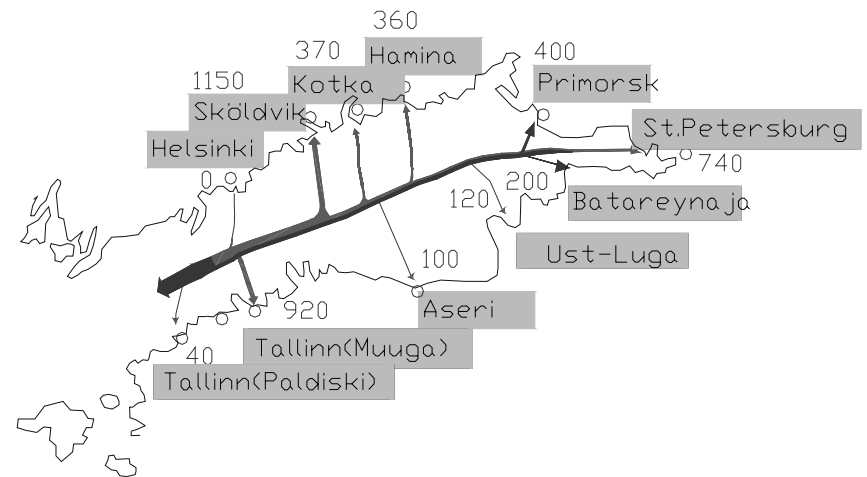 360
Hamina
370
Kotka
400
Primorsk
1150
Sköldvik
St.Petersburg
Helsinki
740
0
200
120
Batareynaja
Ust-Luga
100
Aseri
920
Tallinn(Muuga)
40
Tallinn(Paldiski)